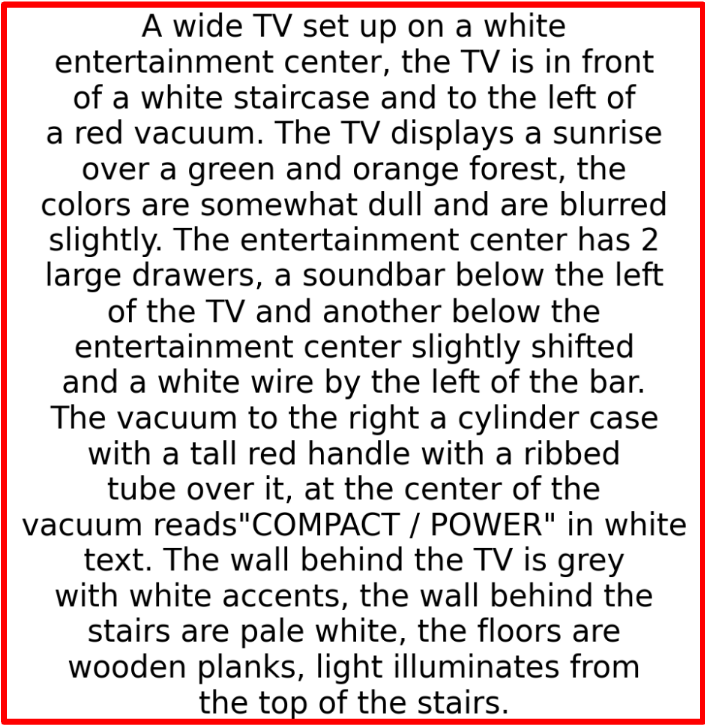 A wide TV set up on a white
entertainment center, the TV is in front
of a white staircase and to the left of
a red vacuum. The TV displays a sunrise
over a green and orange forest, the
colors are somewhat dull and are blurred
slightly. The entertainment center has 2
large drawers, a soundbar below the left
of the TV and another below the
entertainment center slightly shifted
and a white wire by the left of the bar.
The vacuum to the right a cylinder case
with a tall red handle with a ribbed
tube over it, at the center of the
vacuum reads"COMPACT / POWER" in white
text. The wall behind the TV is grey
with white accents, the wall behind the
stairs are pale white, the floors are
wooden planks, light illuminates from
the top of the stairs.